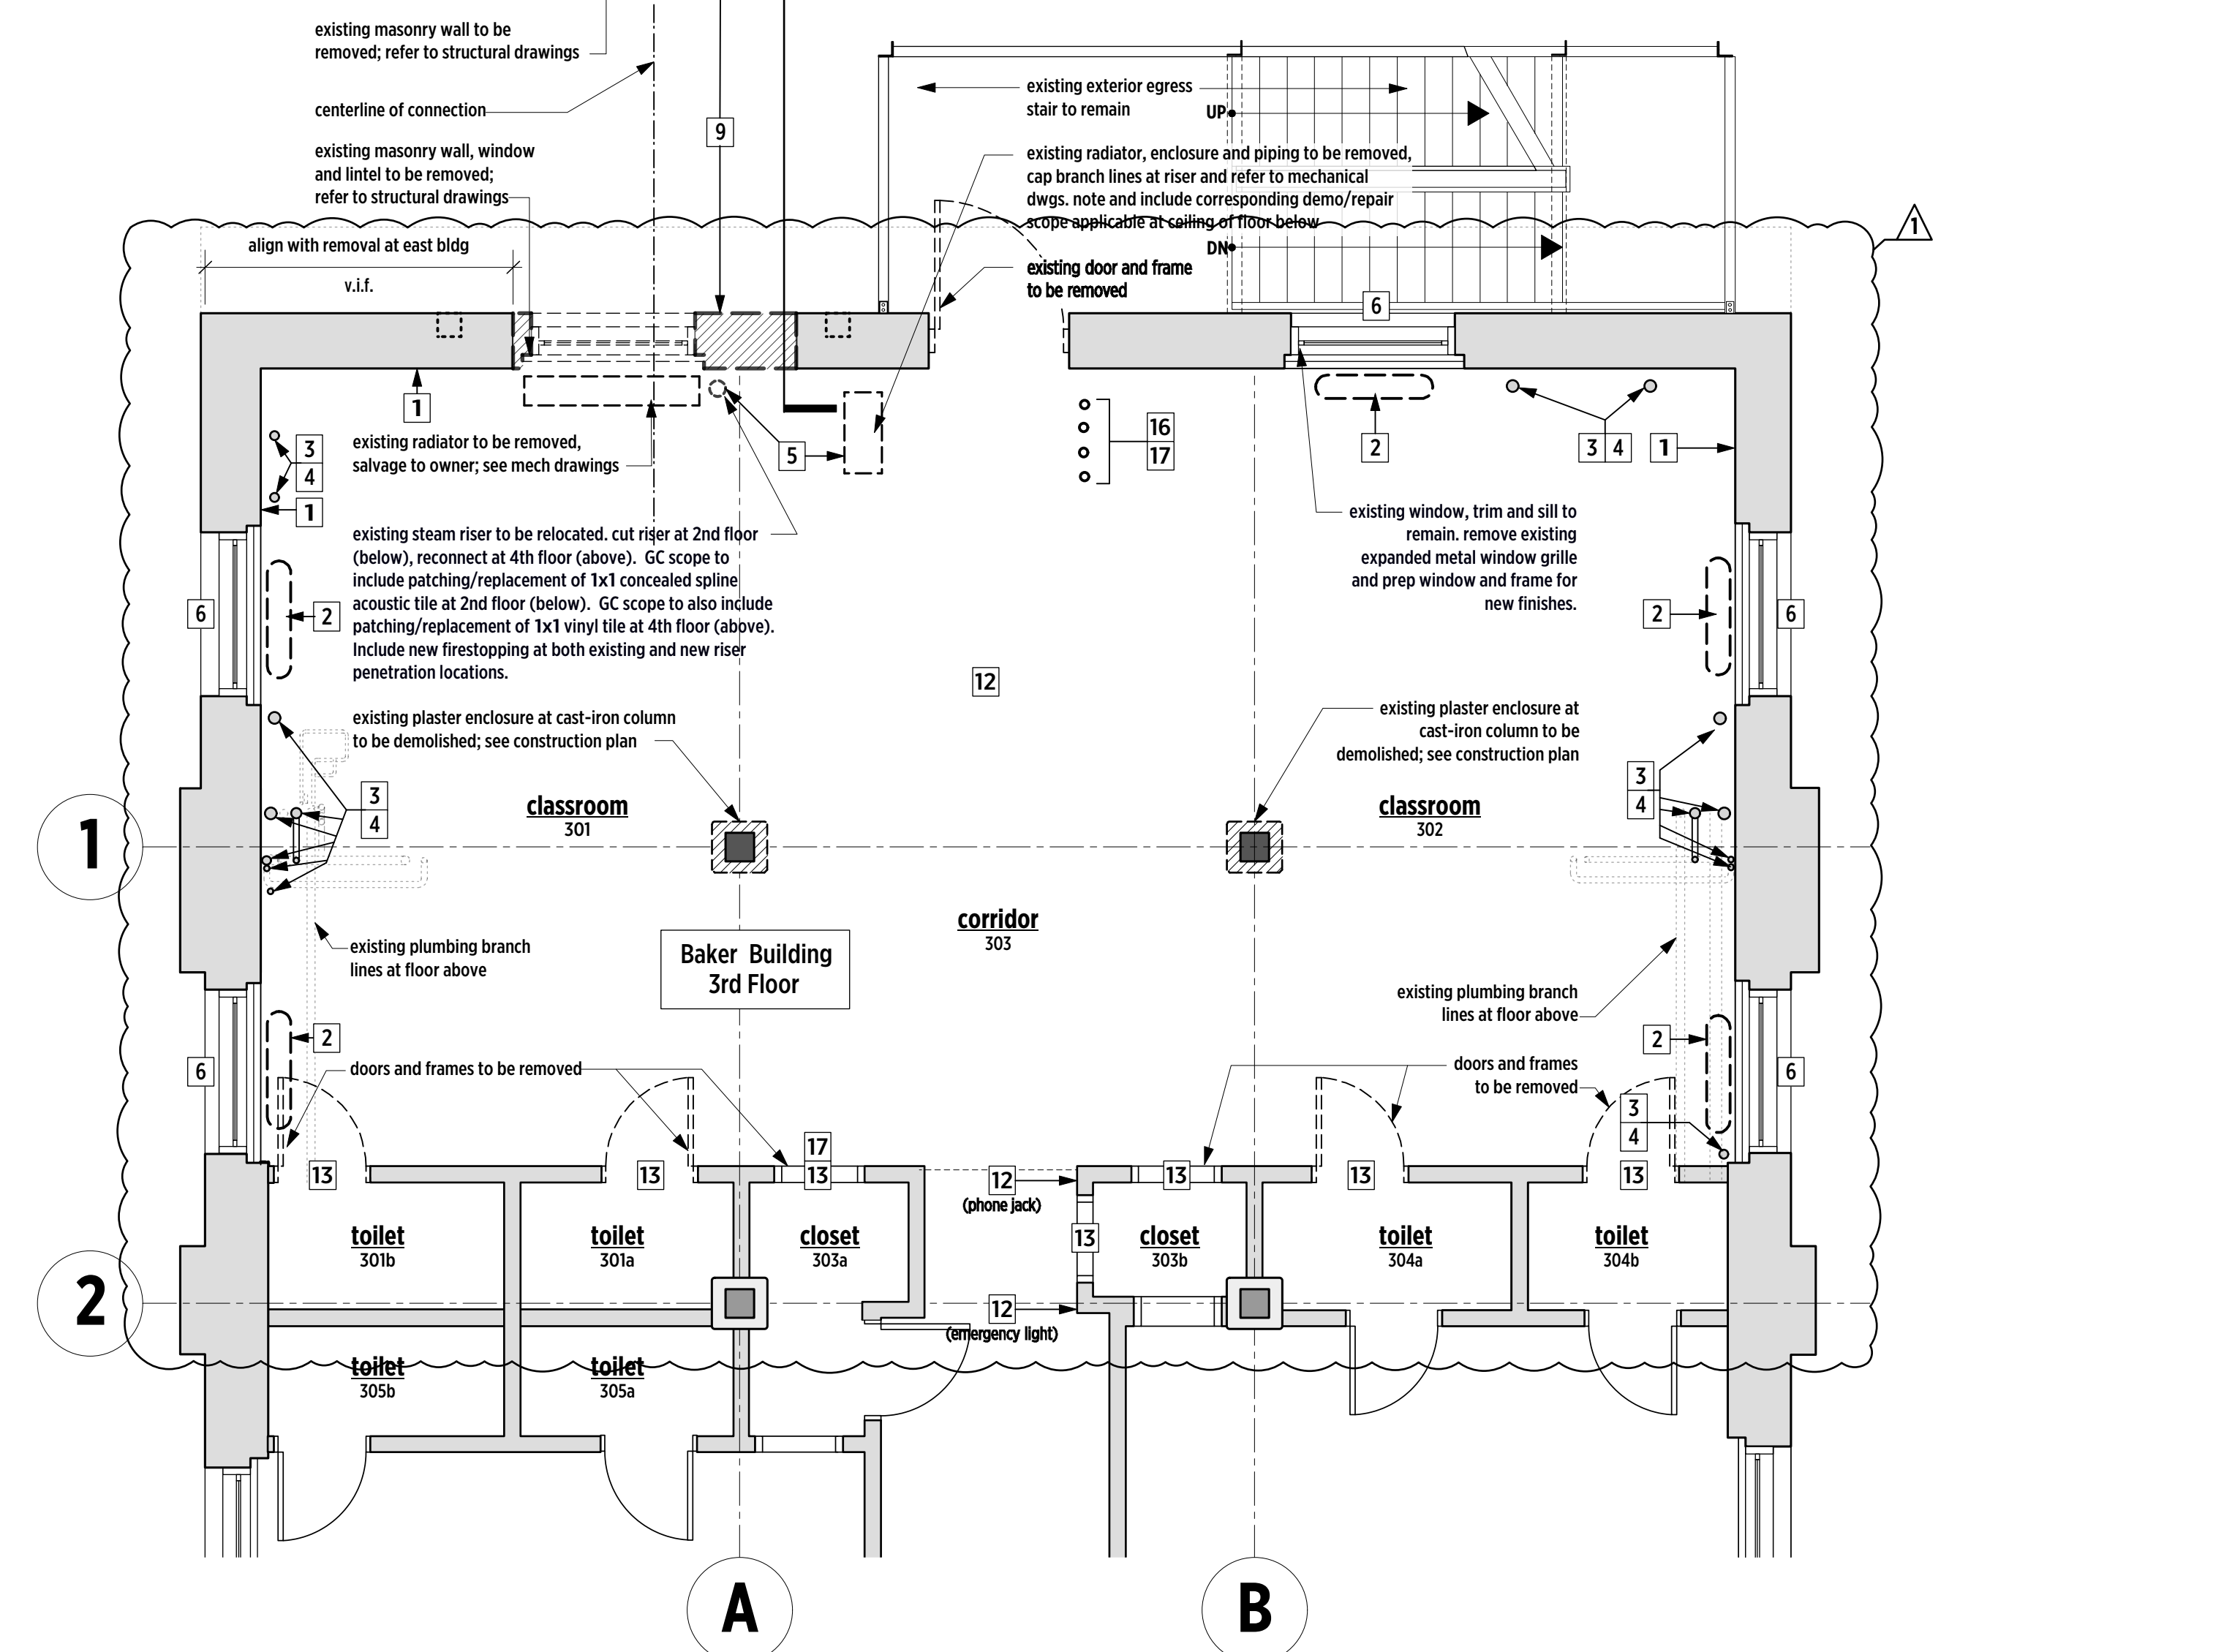 existing masonry wall to be
removed; refer to structural drawings
centerline of connection
existing masonry wall, window
and lintel to be removed;
refer to structural drawings
9
existing exterior egress
stair to remain
UP
existing radiator, enclosure and piping to be removed,
cap branch lines at riser and refer to mechanical
dwgs. note and include corresponding demo/repair
scope applicable at ceiling of floor below
DN
existing door and frame
to be removed
1
align with removal at east bldg
v.i.f.
6
1
3
4
1
existing radiator to be removed,
salvage to owner; see mech drawings
5
16
17
2
3 4
1
existing steam riser to be relocated. cut riser at 2nd floor
(below), reconnect at 4th floor (above).  GC scope to
include patching/replacement of 1x1 concealed spline
acoustic tile at 2nd floor (below).  GC scope to also include
patching/replacement of 1x1 vinyl tile at 4th floor (above).
Include new firestopping at both existing and new riser
penetration locations.
existing window, trim and sill to
remain. remove existing
expanded metal window grille
and prep window and frame for
new finishes.
6
2
2
6
12
existing plaster enclosure at cast-iron column
to be demolished; see construction plan
existing plaster enclosure at
cast-iron column to be
demolished; see construction plan
3
4
classroom
301
classroom
302
3
4
1
corridor
303
Baker Building
3rd Floor
existing plumbing branch
lines at floor above
existing plumbing branch
lines at floor above
6
2
2
6
doors and frames to be removed
doors and frames
to be removed
3
4
13
13
17
13
12
(phone jack)
13
13
13
toilet
301b
toilet
301a
closet
303a
13
closet
303b
toilet
304a
toilet
304b
2
12
(emergency light)
toilet
305b
toilet
305a
A
B